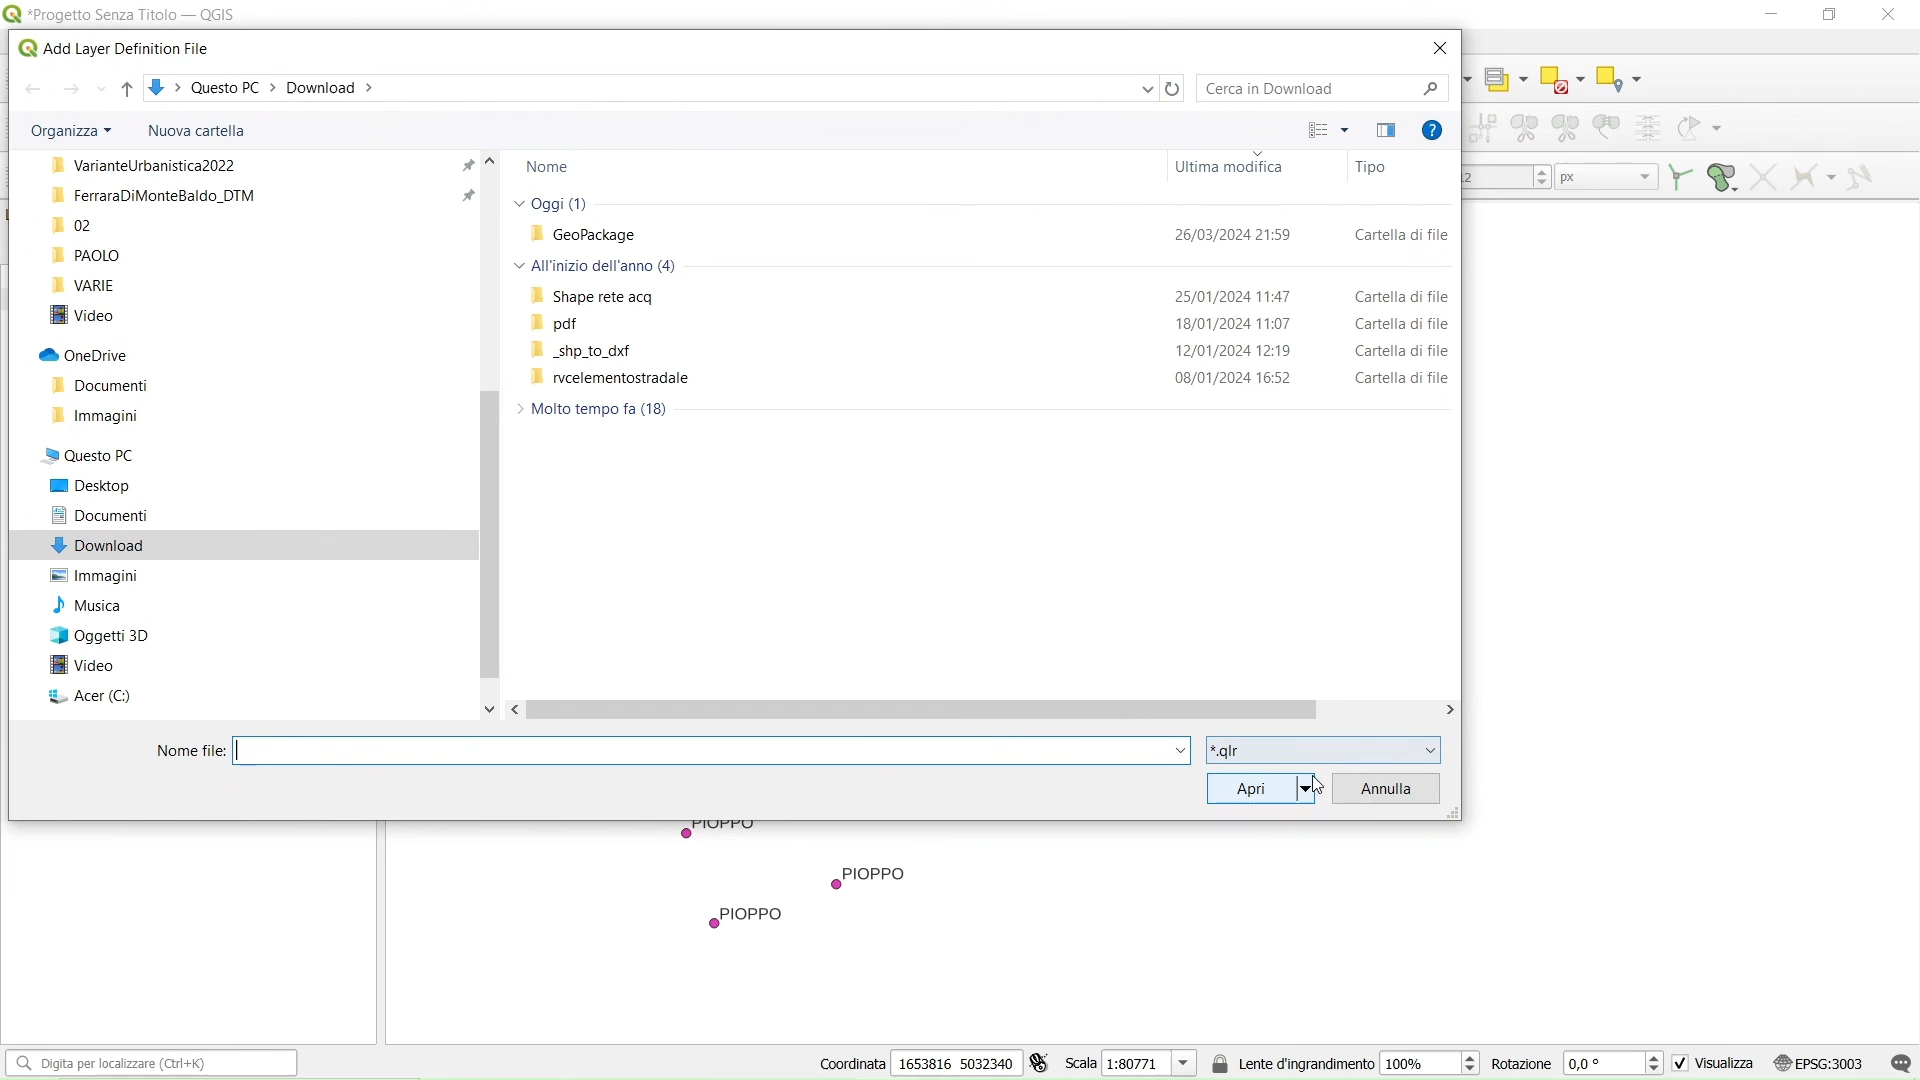 *Progetto Senza Titolo — QGIS
Add Layer Definition File
Questo PC > Download >
Cerca in Download
Organizza
Nuova cartella
px
VarianteUrbanistica2022
FerraraDiMonteBaldo_DTM
02
PAOLO
VARIE
Video
OneDrive
Documenti
Immagini
Questo PC
Desktop
Documenti
Download
Immagini
Musica
Oggetti 3D
Video
Acer (C:)
Nome Ultima modifica Tipo
Oggi (1)
GeoPackage 26/03/2024 21:59 Cartella di file
All'inizio dell'anno (4)
Shape rete acq 25/01/2024 11:47 Cartella di file
pdf 18/01/2024 11:07 Cartella di file
_shp_to_dxf 12/01/2024 12:19 Cartella di file
rvcelementostradale 08/01/2024 16:52 Cartella di file
Molto tempo fa (18)
Nome file: *.qlr
Apri Annulla
PIOPPO
PIOPPO
PIOPPO
Digita per localizzare (Ctrl+K) Coordinata 1653816 5032340 Scala 1:80771 Lente d'ingrandimento 100% Rotazione 0,0 ° Visualizza EPSG:3003